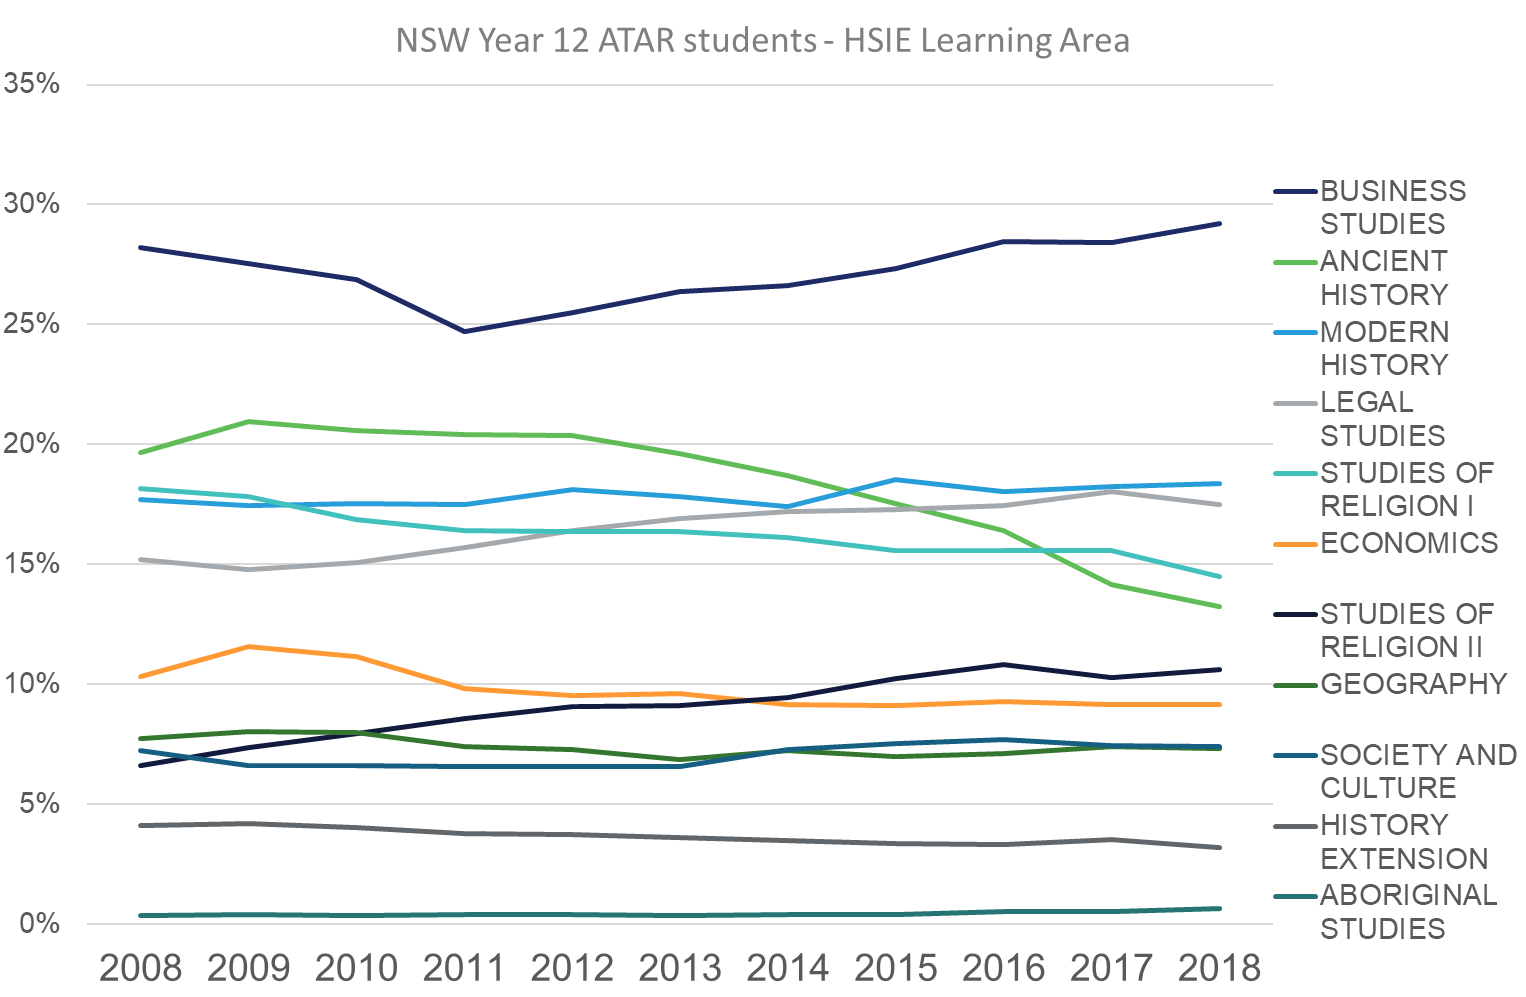 NSW Year 12 ATAR students - HSIE Learning Area
35%
30%
25%
20%
15%
10%
5%
0%
2008 2009 2010 2011 2012 2013 2014 2015 2016 2017 2018
BUSINESS
STUDIES
ANCIENT
HISTORY
MODERN
HISTORY
LEGAL
STUDIES
STUDIES OF
RELIGION I
ECONOMICS
STUDIES OF
RELIGION II
GEOGRAPHY
SOCIETY AND
CULTURE
HISTORY
EXTENSION
ABORIGINAL
STUDIES